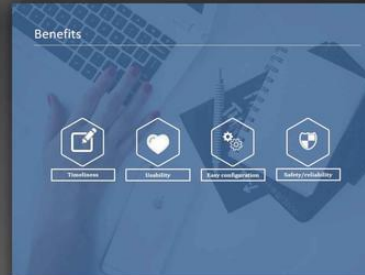 Benefits
Timeliness
Usability
Easy configuration
Safety/reliability